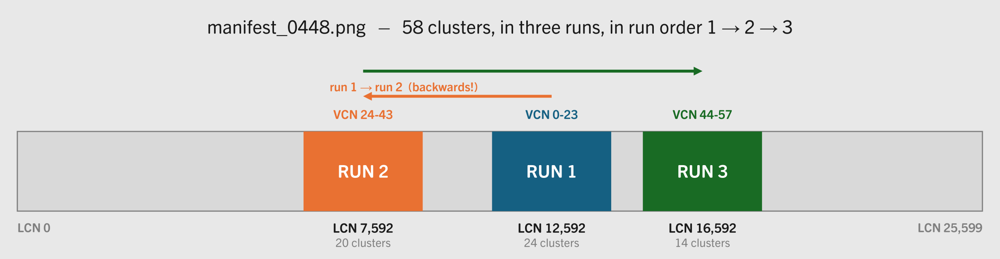 manifest_0448.png – 58 clusters, in three runs, in run order 1 → 2 → 3
run 1 → run 2 (backwards!)
VCN 24-43
VCN 0-23
VCN 44-57
RUN 2
RUN 1
RUN 3
LCN 0
LCN 7,592
LCN 12,592
LCN 16,592
LCN 25,599
20 clusters
24 clusters
14 clusters